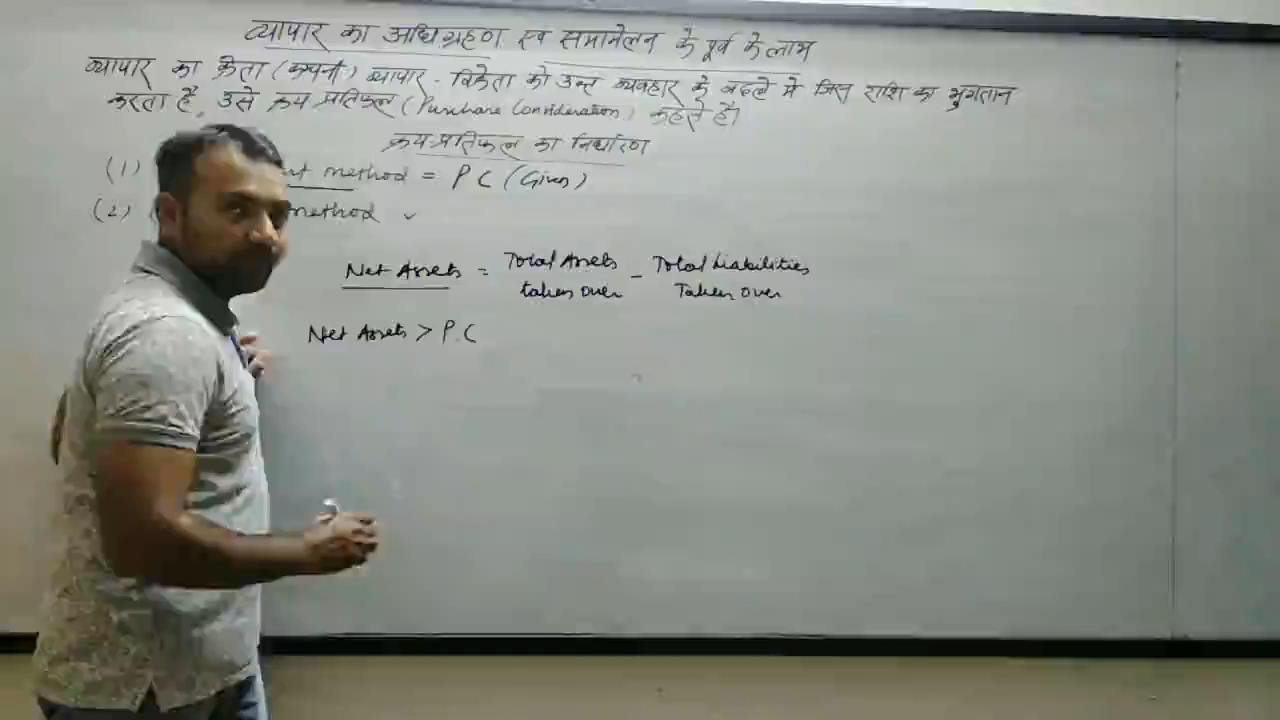 व्यापार का अधिग्रहण एवं समामेलन के पूर्व के लाभ
व्यापार का क्रेता (कम्पनी) व्यापार - विक्रेता को उक्त व्यवहार के बदले में जिस राशि का भुगतान
करता है, उसे क्रय प्रतिफल (Purchase Consideration) कहते है।
क्रय-प्रतिफल का निर्धारण
(1) method = P C (Given)
(2) method ✓
Net Assets = Total Assets taken over - Total Liabilities Taken over
Net Assets > P.C